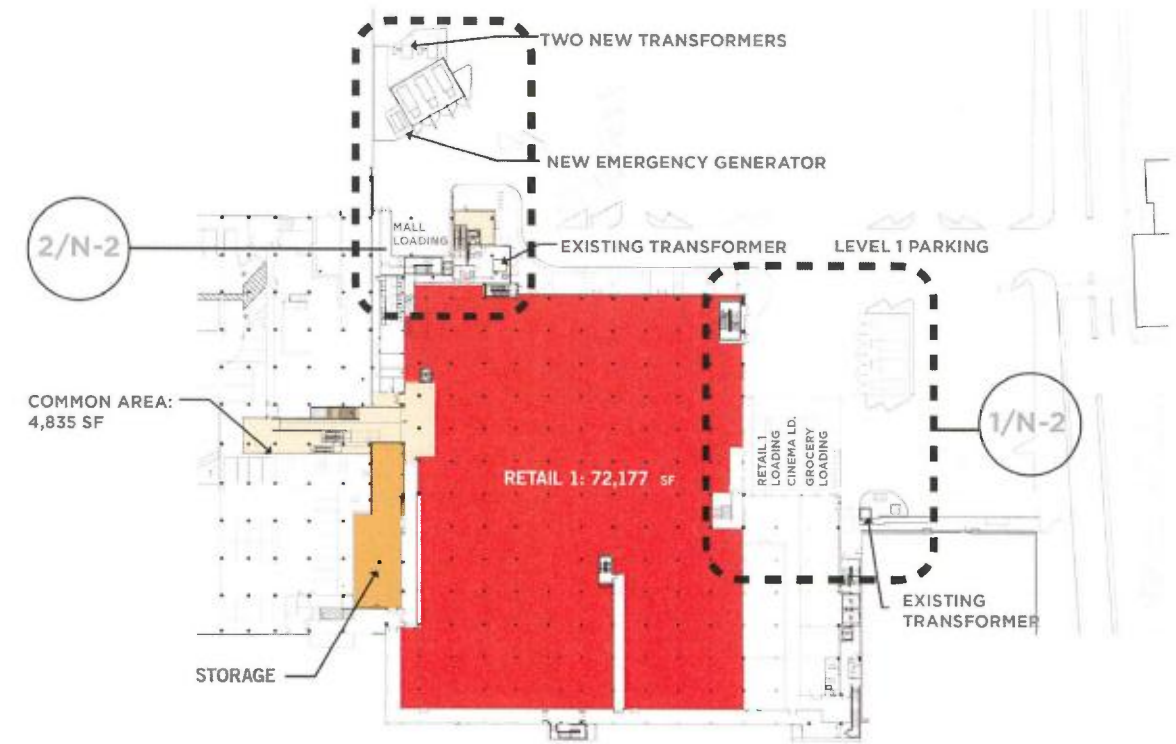 TWO NEW TRANSFORMERS
NEW EMERGENCY GENERATOR
2/N-2
MALL
LOADING
EXISTING TRANSFORMER
LEVEL 1 PARKING
COMMON AREA:
4,835 SF
1/N-2
RETAIL 1
LOADING
CINEMA LD.
GROCERY
LOADING
RETAIL 1: 72,177 SF
EXISTING
TRANSFORMER
STORAGE